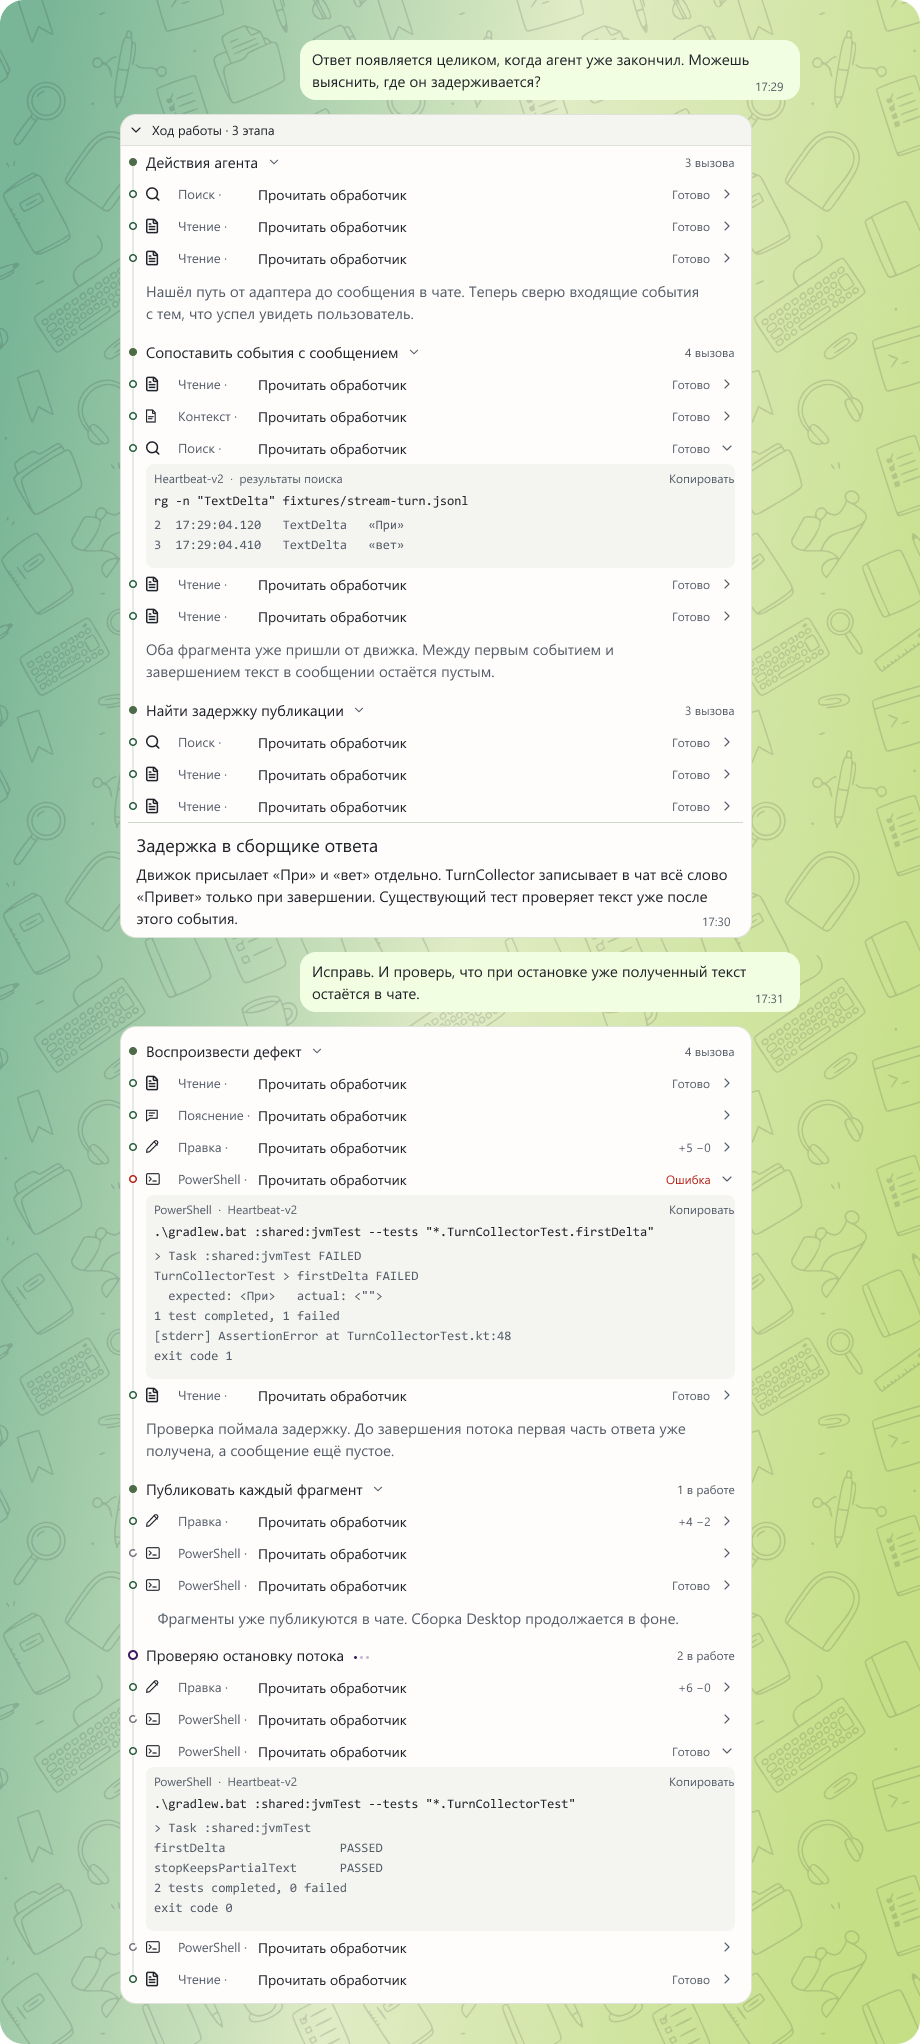 Ответ появляется целиком, когда агент уже закончил. Можешь
выяснить, где он задерживается?
17:29
Ход работы · 3 этапа
Действия агента 3 вызова
Поиск · Прочитать обработчик Готово
Чтение · Прочитать обработчик Готово
Чтение · Прочитать обработчик Готово
Нашёл путь от адаптера до сообщения в чате. Теперь сверю входящие события
с тем, что успел увидеть пользователь.
Сопоставить события с сообщением 4 вызова
Чтение · Прочитать обработчик Готово
Контекст · Прочитать обработчик Готово
Поиск · Прочитать обработчик Готово
Heartbeat-v2 · результаты поиска Копировать
rg -n "TextDelta" fixtures/stream-turn.jsonl
2 17:29:04.120 TextDelta «При»
3 17:29:04.410 TextDelta «вет»
Чтение · Прочитать обработчик Готово
Чтение · Прочитать обработчик Готово
Оба фрагмента уже пришли от движка. Между первым событием и
завершением текст в сообщении остаётся пустым.
Найти задержку публикации 3 вызова
Поиск · Прочитать обработчик Готово
Чтение · Прочитать обработчик Готово
Чтение · Прочитать обработчик Готово
Задержка в сборщике ответа
Движок присылает «При» и «вет» отдельно. TurnCollector записывает в чат всё слово
«Привет» только при завершении. Существующий тест проверяет текст уже после
этого события.
17:30
Исправь. И проверь, что при остановке уже полученный текст
остаётся в чате.
17:31
Воспроизвести дефект 4 вызова
Чтение · Прочитать обработчик Готово
Пояснение · Прочитать обработчик
Правка · Прочитать обработчик +5 −0
PowerShell · Прочитать обработчик Ошибка
PowerShell · Heartbeat-v2 Копировать
.\gradlew.bat :shared:jvmTest --tests "*.TurnCollectorTest.firstDelta"
> Task :shared:jvmTest FAILED
TurnCollectorTest > firstDelta FAILED
expected: <При> actual: <"">
1 test completed, 1 failed
[stderr] AssertionError at TurnCollectorTest.kt:48
exit code 1
Чтение · Прочитать обработчик Готово
Проверка поймала задержку. До завершения потока первая часть ответа уже
получена, а сообщение ещё пустое.
Публиковать каждый фрагмент 1 в работе
Правка · Прочитать обработчик +4 −2
PowerShell · Прочитать обработчик
PowerShell · Прочитать обработчик Готово
Фрагменты уже публикуются в чате. Сборка Desktop продолжается в фоне.
Проверяю остановку потока 2 в работе
Правка · Прочитать обработчик +6 −0
PowerShell · Прочитать обработчик
PowerShell · Прочитать обработчик Готово
PowerShell · Heartbeat-v2 Копировать
.\gradlew.bat :shared:jvmTest --tests "*.TurnCollectorTest"
> Task :shared:jvmTest
firstDelta PASSED
stopKeepsPartialText PASSED
2 tests completed, 0 failed
exit code 0
PowerShell · Прочитать обработчик
Чтение · Прочитать обработчик Готово